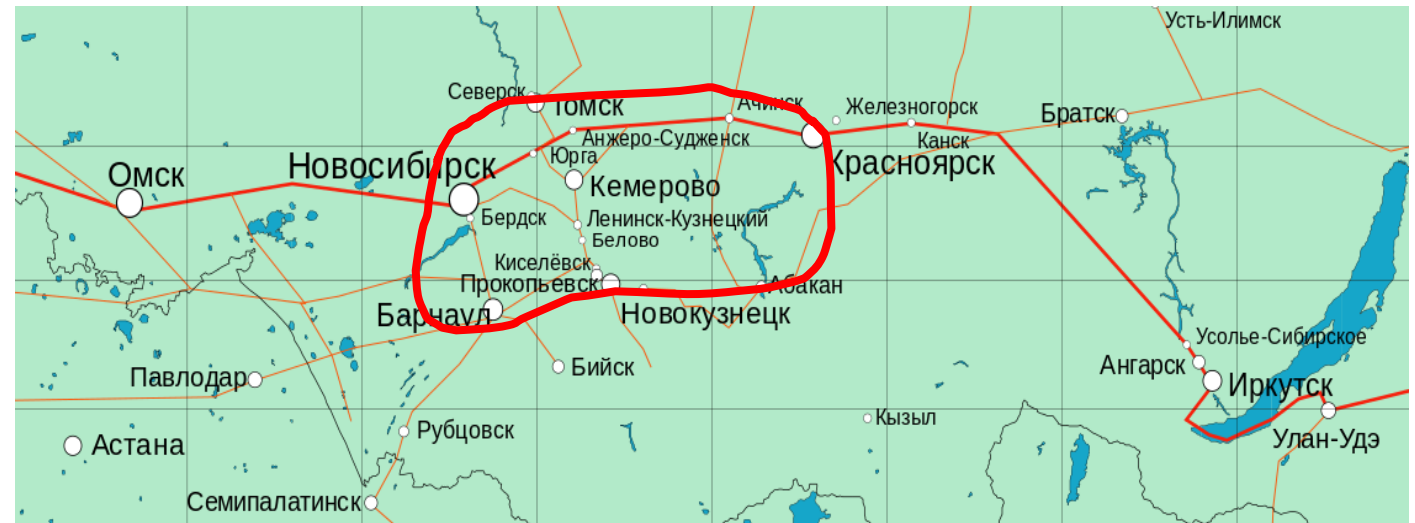 Усть-Илимск
Северск
Томск
Ачинск
Железногорск
Братск
Анжеро-Судженск
Канск
Юрга
Новосибирск
Красноярск
Омск
Кемерово
Бердск
Ленинск-Кузнецкий
Белово
Киселёвск
Прокопьевск
Абакан
Барнаул
Новокузнецк
Усолье-Сибирское
Ангарск
Бийск
Павлодар
Иркутск
Кызыл
Рубцовск
Улан-Удэ
Астана
Семипалатинск